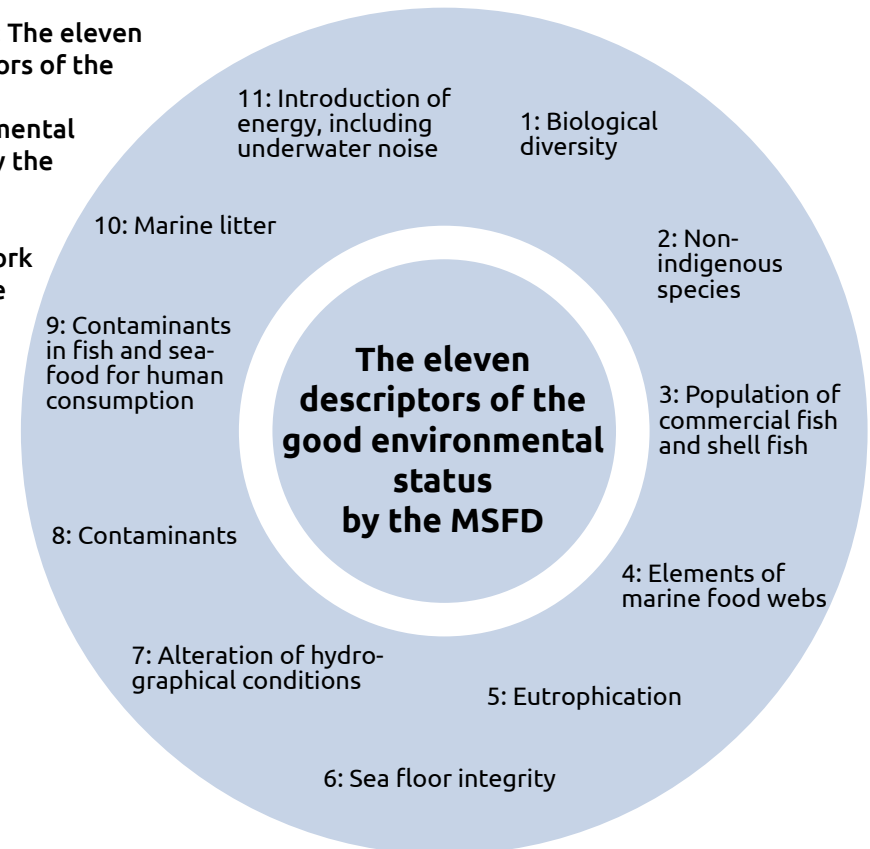 The eleven
ors of the
mental
y the
ork
e
11: Introduction of
energy, including
underwater noise
1: Biological
diversity
10: Marine litter
2: Non-
indigenous
species
9: Contaminants
in fish and sea-
food for human
consumption
The eleven
descriptors of the
good environmental
status
by the MSFD
3: Population of
commercial fish
and shell fish
8: Contaminants
4: Elements of
marine food webs
7: Alteration of hydro-
graphical conditions
5: Eutrophication
6: Sea floor integrity